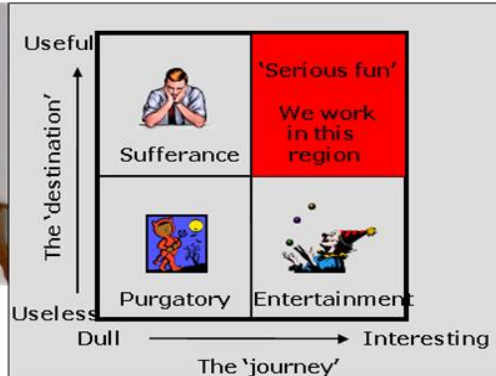 Useful
The ‘destination’
Useless
‘Serious fun’
We work
in this
region
Sufferance
Purgatory
Entertainment
Dull
Interesting
The ‘journey’